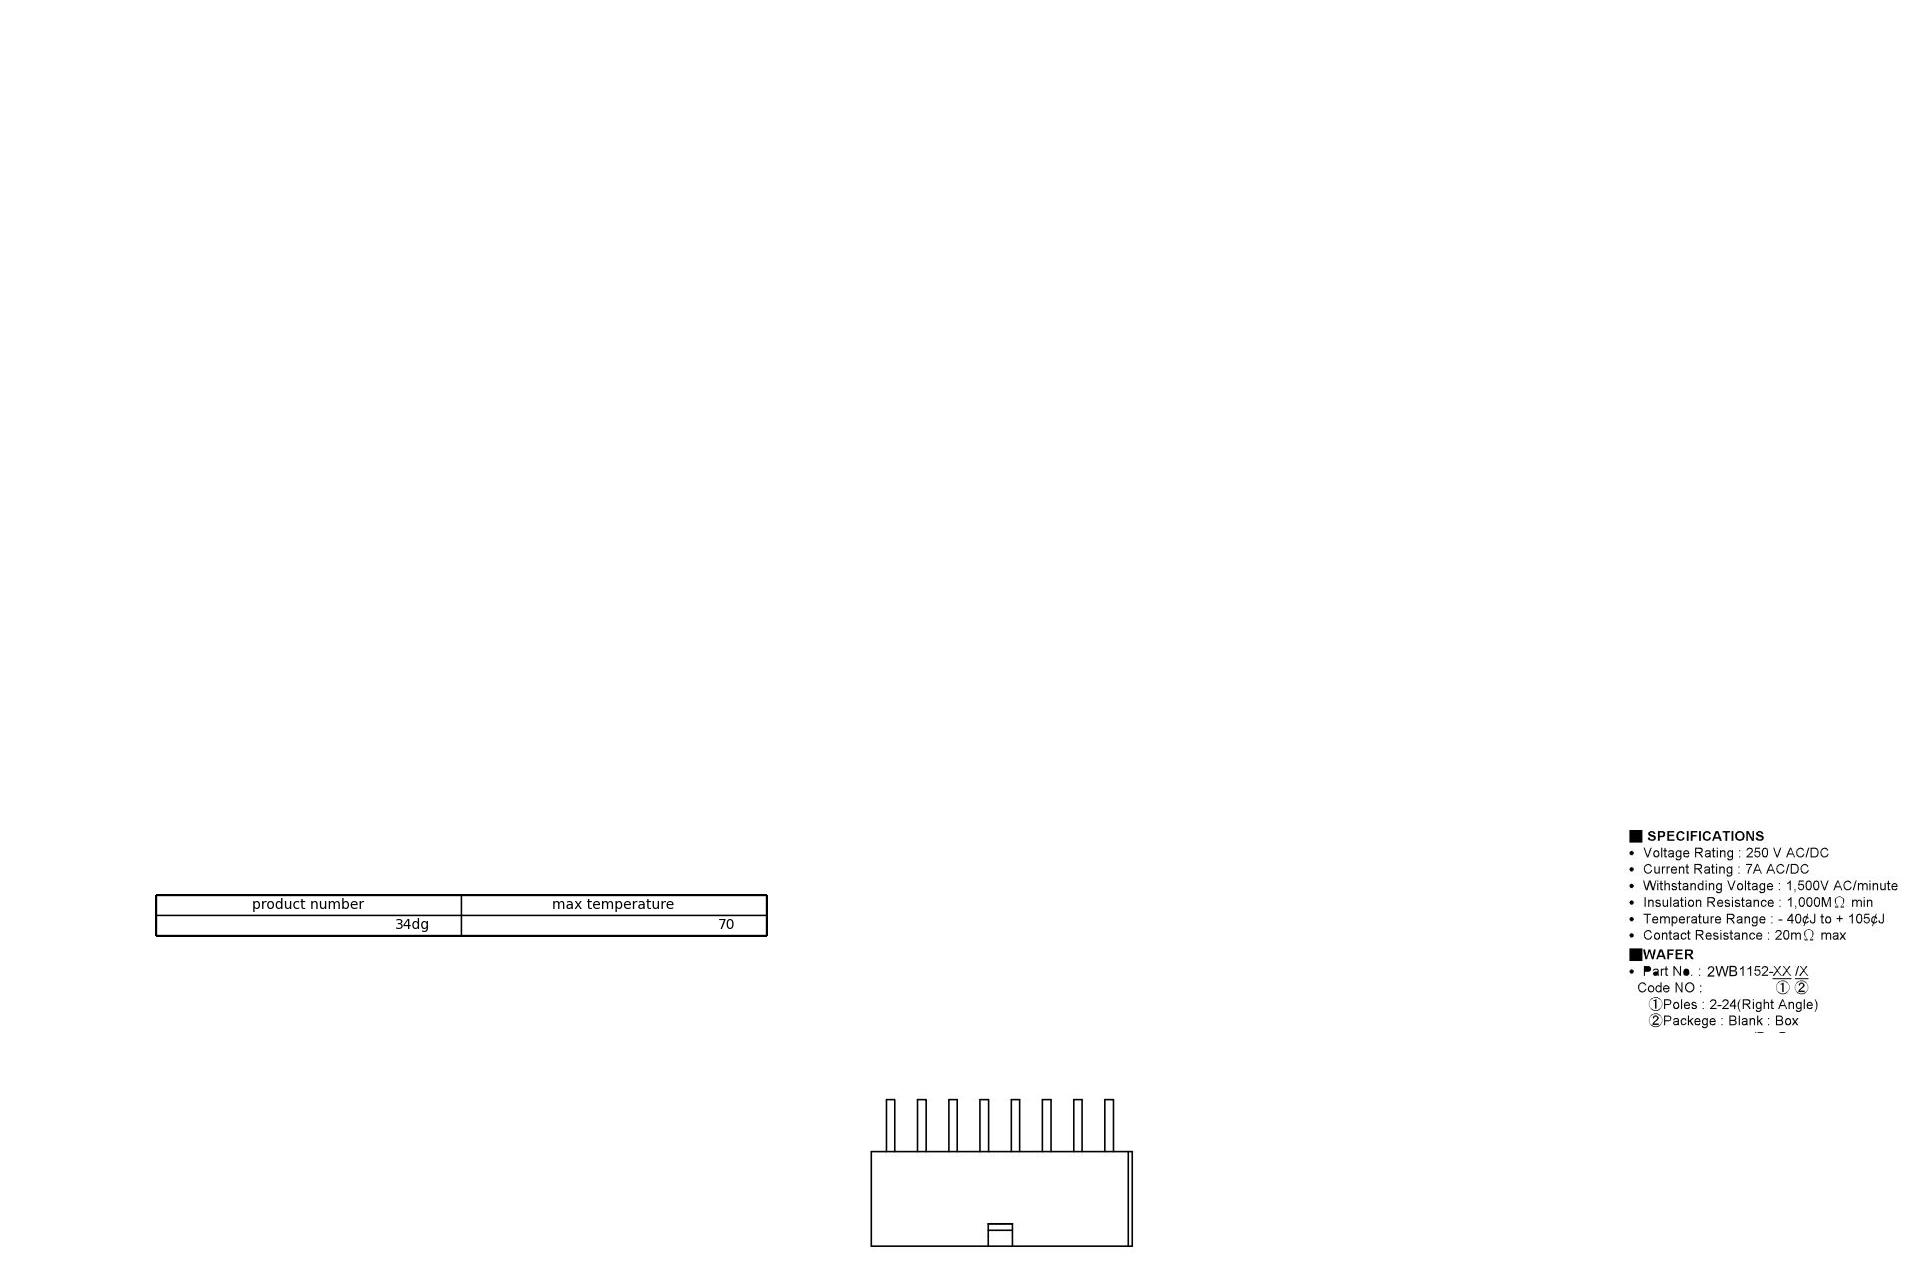 product number max temperature
34dg 70
■ SPECIFICATIONS
• Voltage Rating : 250 V AC/DC
• Current Rating : 7A AC/DC
• Withstanding Voltage : 1,500V AC/minute
• Insulation Resistance : 1,000MΩ min
• Temperature Range : - 40¢J to + 105¢J
• Contact Resistance : 20mΩ max
■WAFER
• Part No. : 2WB1152-XX /X
Code NO : ① ②
①Poles : 2-24(Right Angle)
②Packege : Blank : Box